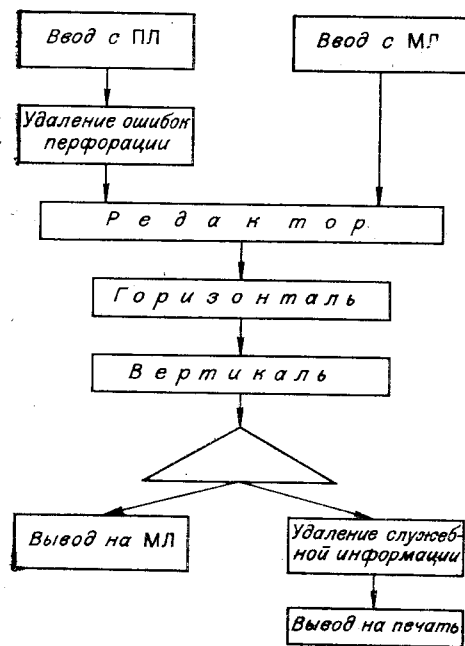 Ввод с ПЛ
Ввод с МЛ
Удаление ошибок
перфорации
Редактор
Горизонталь
Вертикаль
Вывод на МЛ
Удаление служеб-
ной информации
Вывод на печать